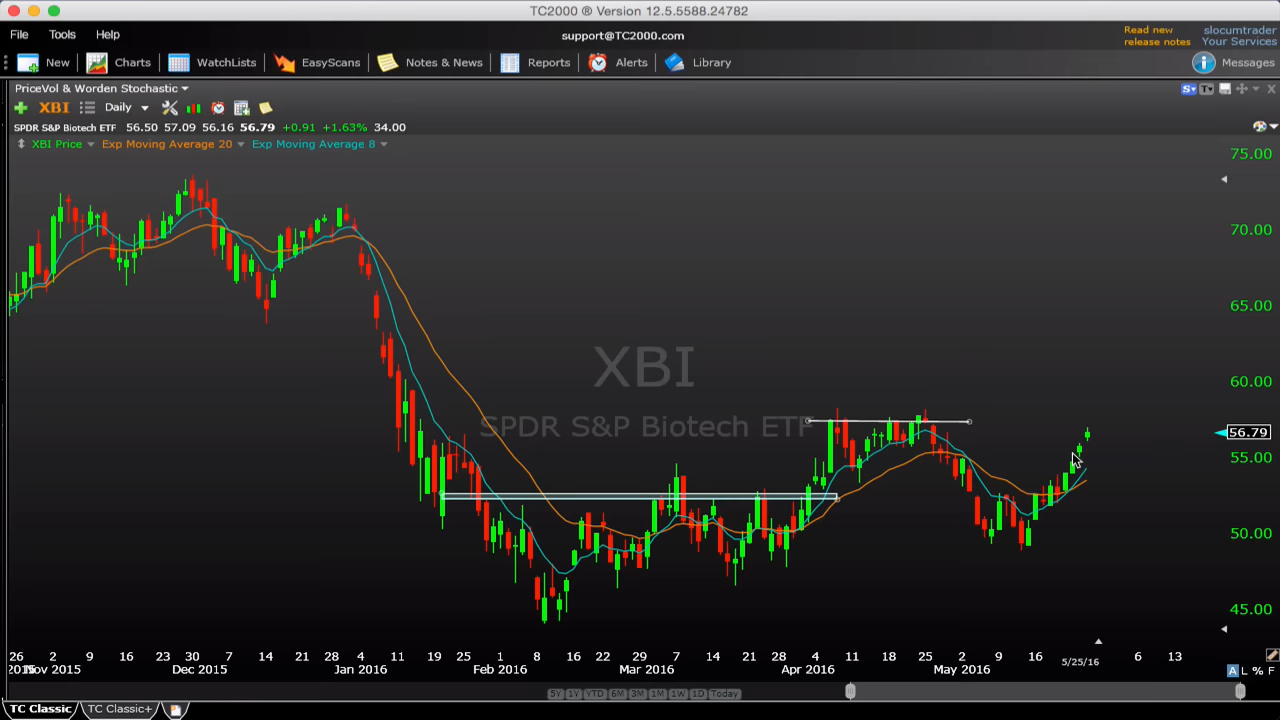 TC2000 ® Version 12.5.5588.24782
File Tools Help support@TC2000.com Read new release notes slocumtrader Your Services
New Charts WatchLists EasyScans Notes & News Reports Alerts Library Messages
PriceVol & Worden Stochastic S T
XBI Daily
SPDR S&P Biotech ETF 56.50 57.09 56.16 56.79 +0.91 +1.63% 34.00
XBI Price Exp Moving Average 20 Exp Moving Average 8
75.00
70.00
65.00
60.00
XBI
SPDR S&P Biotech ETF
56.79
55.00
50.00
45.00
26 2 9 16 23 30 7 14 21 28 4 11 19 25 1 8 16 22 29 7 14 21 28 4 11 18 25 2 9 16 5/25/16 6 13
2015 Nov 2015 Dec 2015 Jan 2016 Feb 2016 Mar 2016 Apr 2016 May 2016
A L % F
5Y 1Y YTD 6M 3M 1M 1W 1D Today
TC Classic TC Classic+